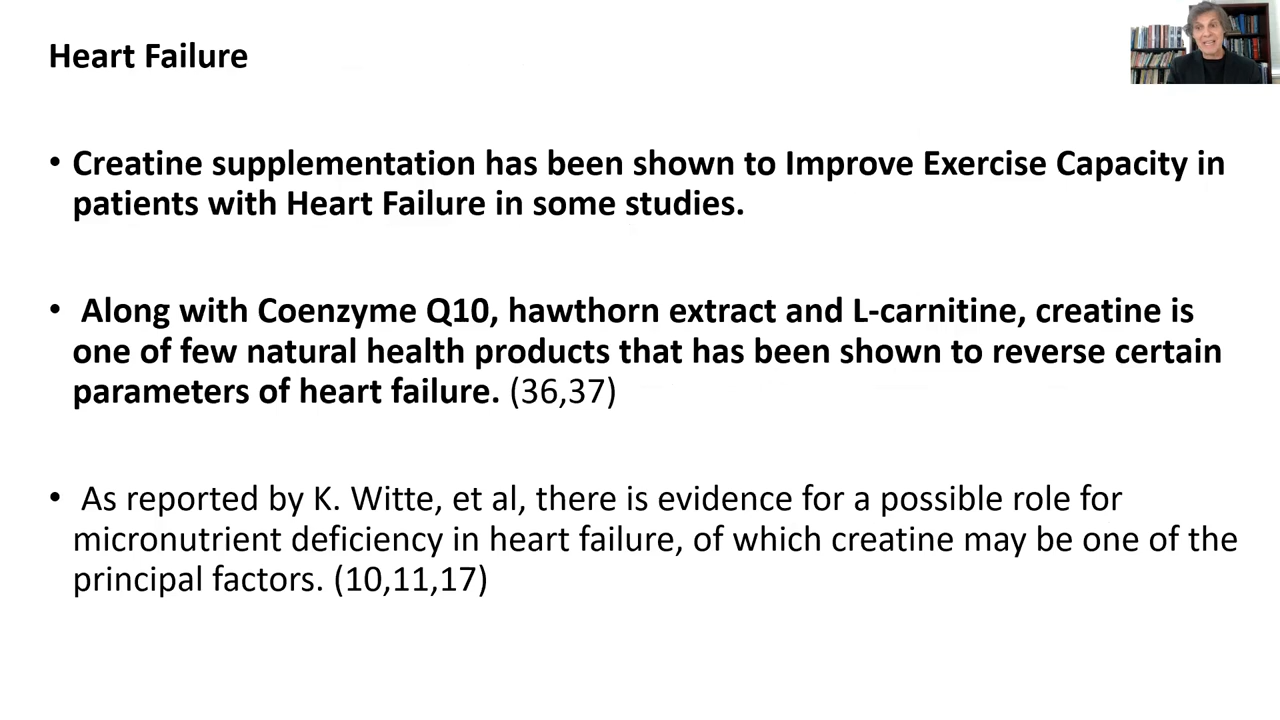 Heart Failure
• Creatine supplementation has been shown to Improve Exercise Capacity in
patients with Heart Failure in some studies.
• Along with Coenzyme Q10, hawthorn extract and L-carnitine, creatine is
one of few natural health products that has been shown to reverse certain
parameters of heart failure. (36,37)
• As reported by K. Witte, et al, there is evidence for a possible role for
micronutrient deficiency in heart failure, of which creatine may be one of the
principal factors. (10,11,17)